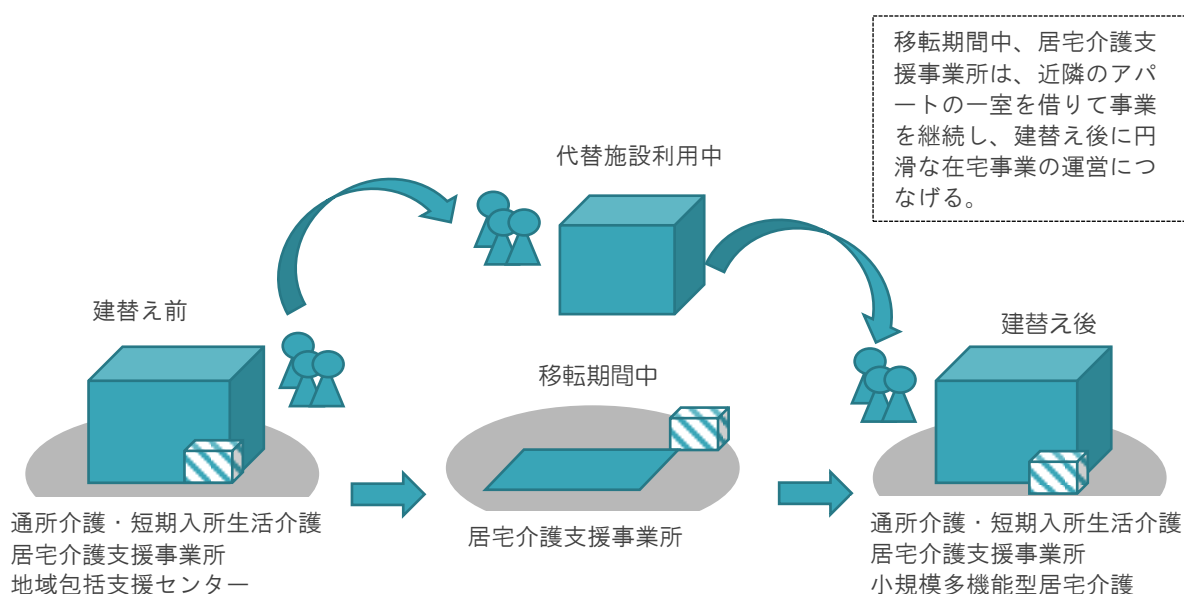 移転期間中、居宅介護支
援事業所は、近隣のアパ
ートの一室を借りて事業
を継続し、建替え後に円
滑な在宅事業の運営につ
なげる。
代替施設利用中
建替え前
移転期間中
建替え後
通所介護・短期入所生活介護
居宅介護支援事業所
地域包括支援センター
居宅介護支援事業所
通所介護・短期入所生活介護
居宅介護支援事業所
小規模多機能型居宅介護